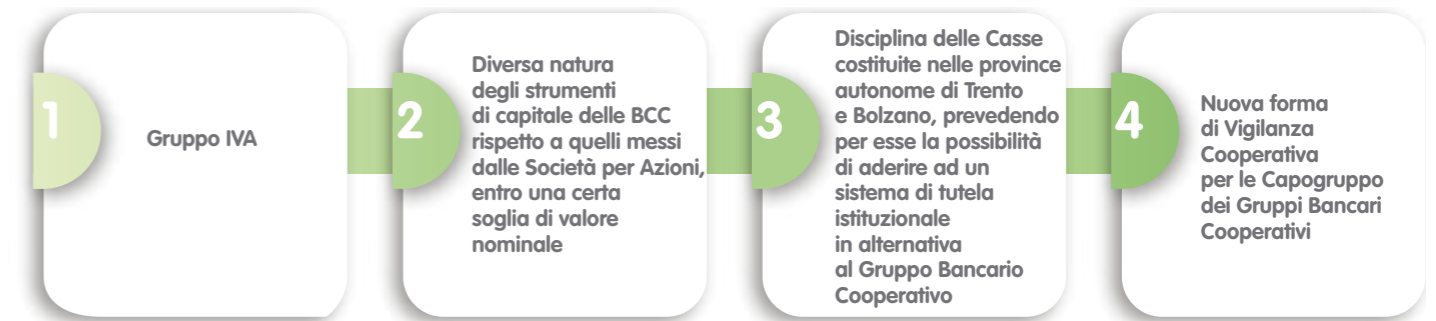 1
Gruppo IVA
2
Diversa natura
degli strumenti
di capitale delle BCC
rispetto a quelli messi
dalle Società per Azioni,
entro una certa
soglia di valore
nominale
3
Disciplina delle Casse
costituite nelle province
autonome di Trento
e Bolzano, prevedendo
per esse la possibilità
di aderire ad un
sistema di tutela
istituzionale
in alternativa
al Gruppo Bancario
Cooperativo
4
Nuova forma
di Vigilanza
Cooperativa
per le Capogruppo
dei Gruppi Bancari
Cooperativi